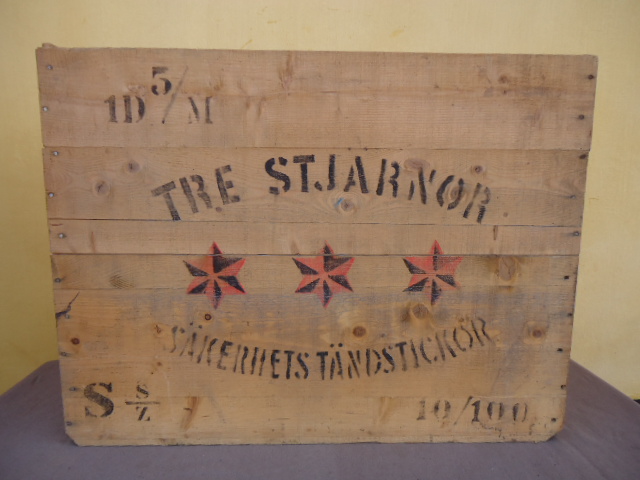 1D 5/M
TRE STJARNOR
SÄKERHETS TÄNDSTICKOR
S S/Z
10/100